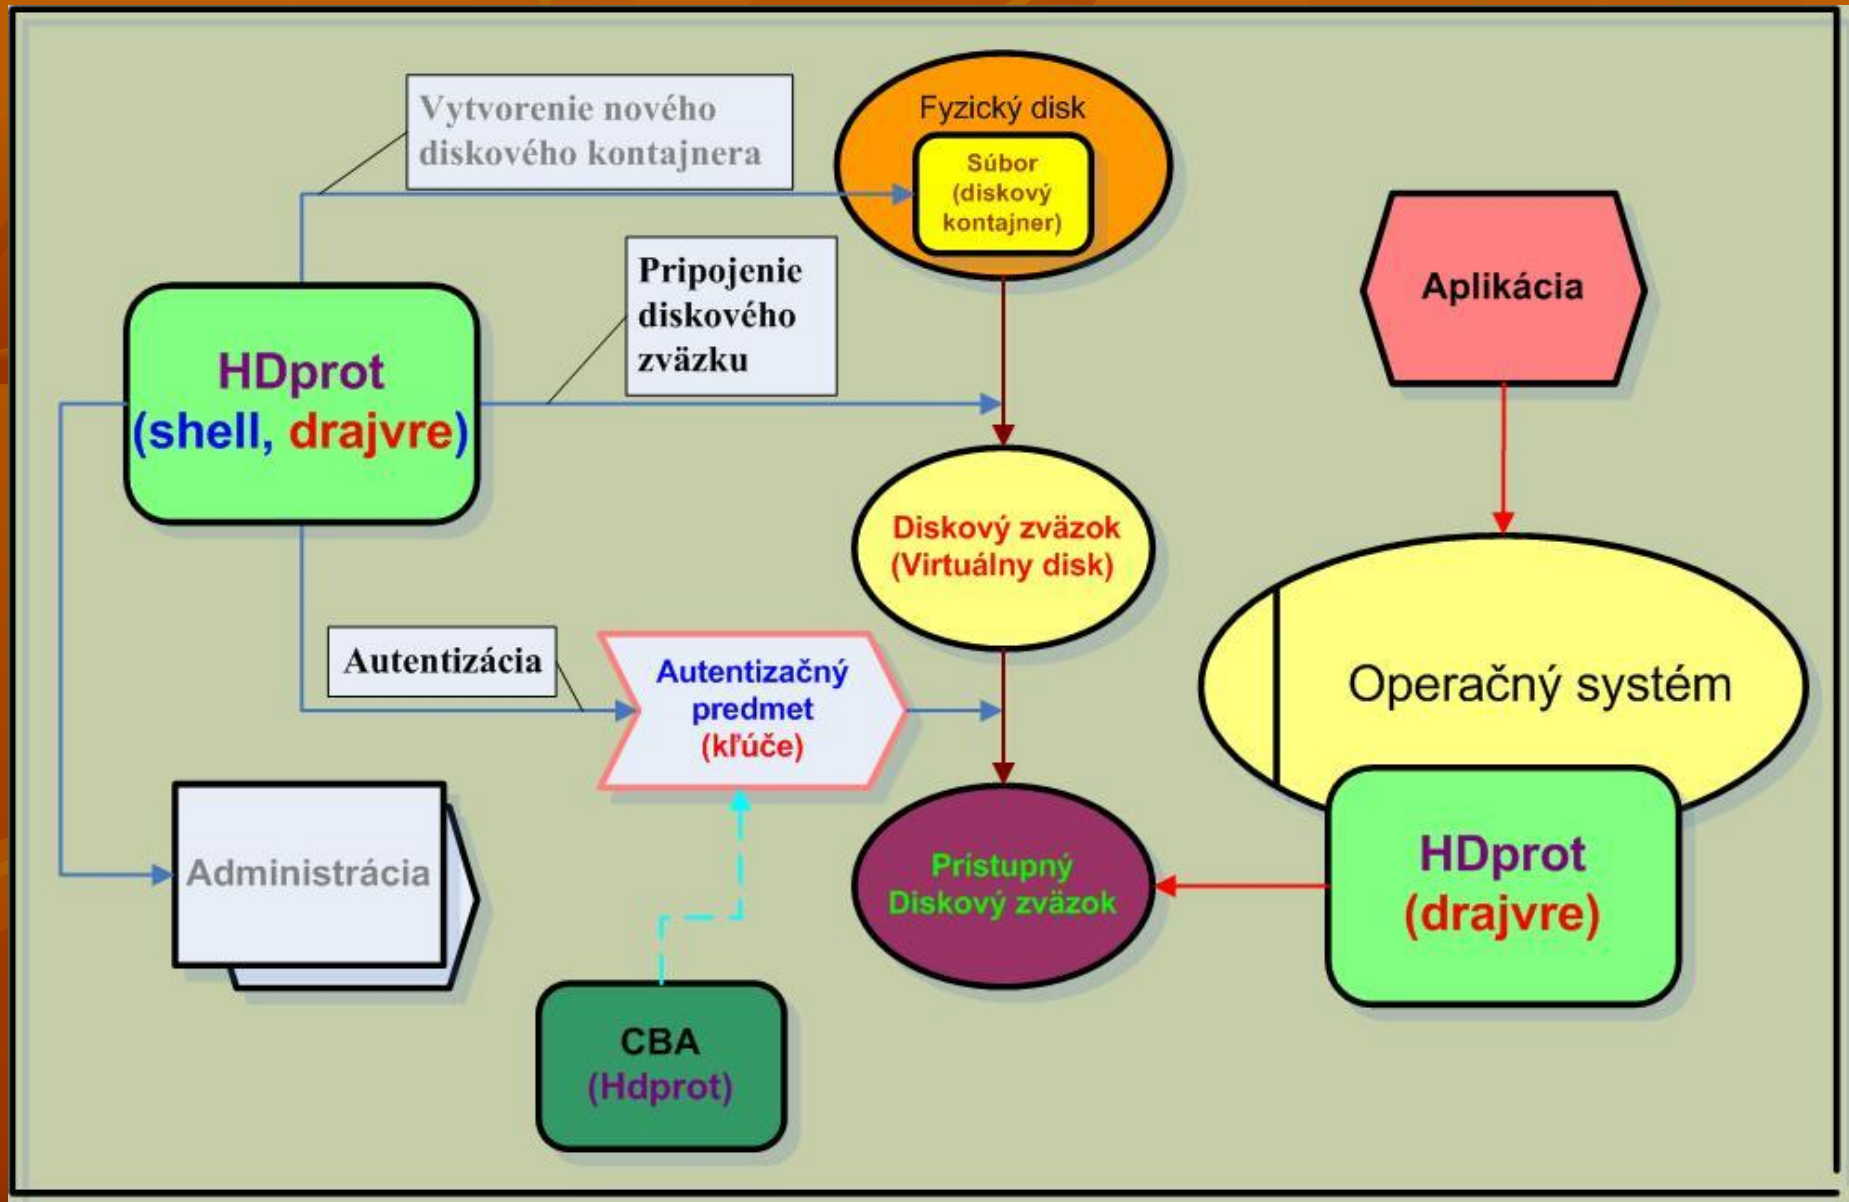 Vytvorenie nového
diskového kontajnera
Fyzický disk
Súbor
(diskový
kontajner)
Pripojenie
diskového
zväzku
Aplikácia
HDprot
(shell, drajvre)
Diskový zväzok
(Virtuálny disk)
Autentizácia
Autentizačný
predmet
(kľúče)
Operačný systém
Administrácia
Prístupný
Diskový zväzok
HDprot
(drajvre)
CBA
(Hdprot)